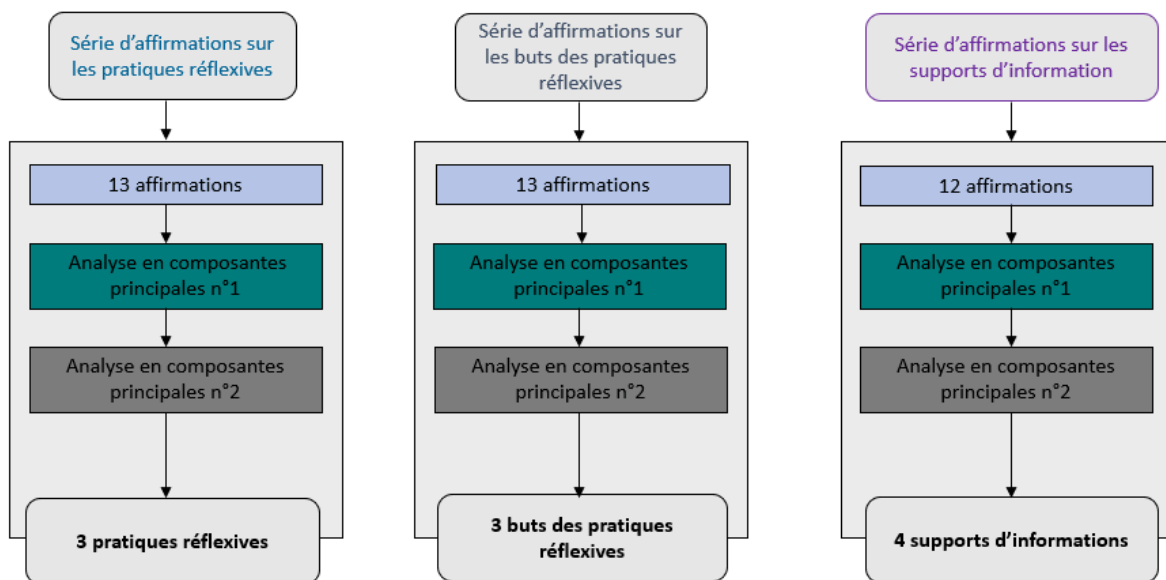 Série d’affirmations sur
les pratiques réflexives
13 affirmations
Analyse en composantes
principales n°1
Analyse en composantes
principales n°2
3 pratiques réflexives
Série d’affirmations sur
les buts des pratiques
réflexives
13 affirmations
Analyse en composantes
principales n°1
Analyse en composantes
principales n°2
3 buts des pratiques
réflexives
Série d’affirmations sur les
supports d’information
12 affirmations
Analyse en composantes
principales n°1
Analyse en composantes
principales n°2
4 supports d’informations